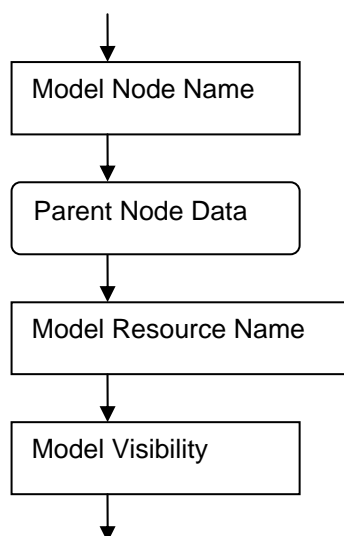 Model Node Name
Parent Node Data
Model Resource Name
Model Visibility